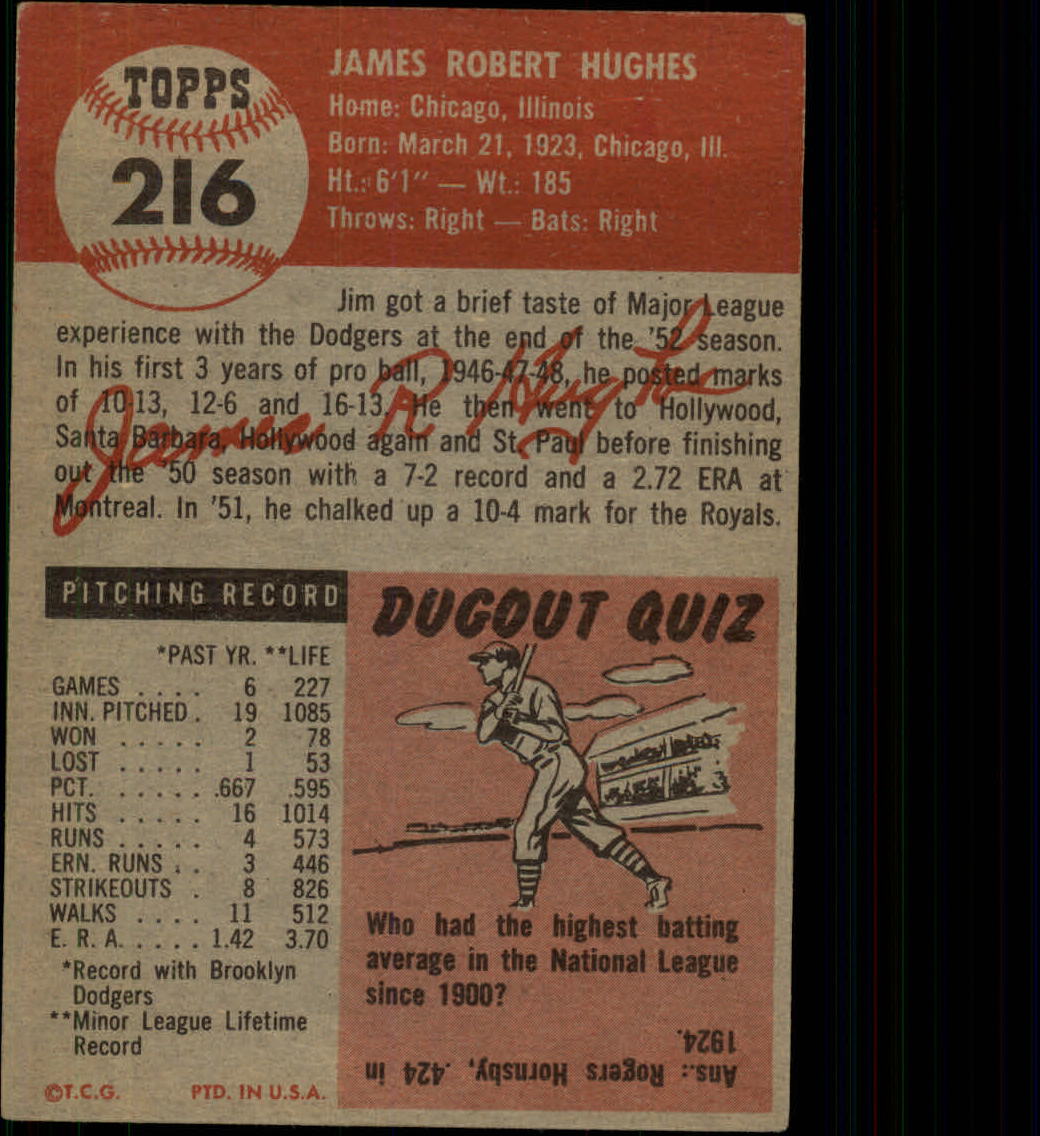 TOPPS
216
JAMES ROBERT HUGHES
Home: Chicago, Illinois
Born: March 21, 1923, Chicago, Ill.
Ht.: 6'1" — Wt.: 185
Throws: Right — Bats: Right
Jim got a brief taste of Major League
experience with the Dodgers at the end of the '52 season.
In his first 3 years of pro ball, 1946-47-48, he posted marks
of 10-13, 12-6 and 16-13. He then went to Hollywood,
Santa Barbara, Hollywood again and St. Paul before finishing
out the '50 season with a 7-2 record and a 2.72 ERA at
Montreal. In '51, he chalked up a 10-4 mark for the Royals.
James R Hughes
PITCHING RECORD
*PAST YR. **LIFE
GAMES . . . . 6 227
INN. PITCHED . 19 1085
WON . . . . . 2 78
LOST . . . . . 1 53
PCT. . . . . . .667 .595
HITS . . . . . 16 1014
RUNS . . . . . 4 573
ERN. RUNS . . 3 446
STRIKEOUTS . 8 826
WALKS . . . . 11 512
E. R. A. . . . . 1.42 3.70
*Record with Brooklyn
Dodgers
**Minor League Lifetime
Record
©T.C.G. PTD. IN U.S.A.
DUGOUT QUIZ
Who had the highest batting
average in the National League
since 1900?
Ans.: Rogers Hornsby, .424 in
1924.